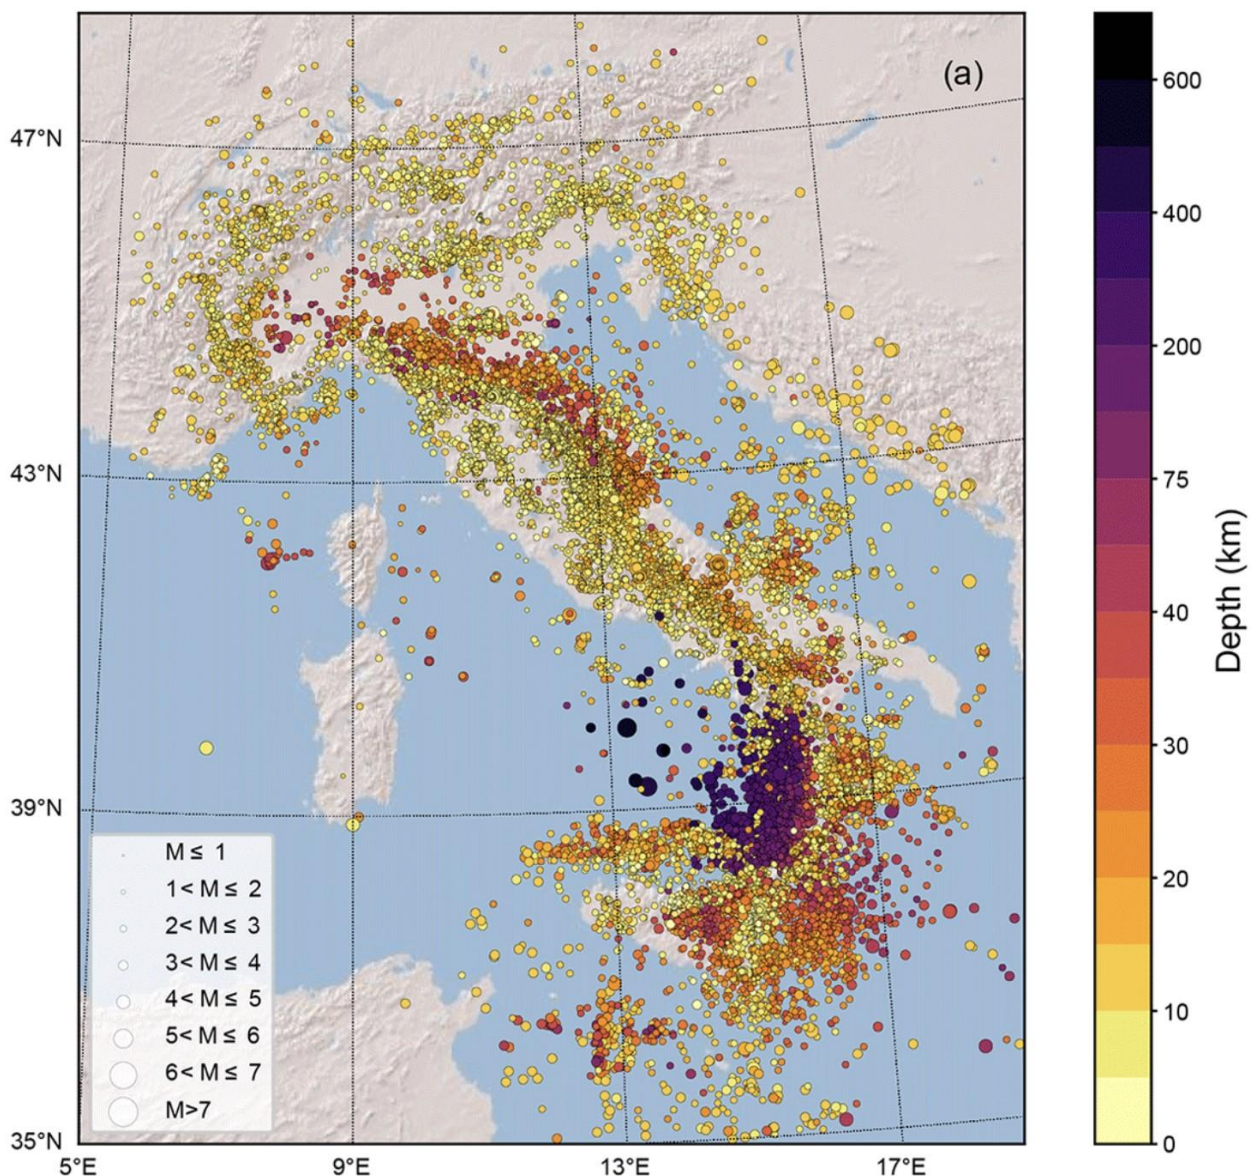 (a)
47°N
43°N
39°N
35°N
5°E
9°E
13°E
17°E
M ≤ 1
1< M ≤ 2
2< M ≤ 3
3< M ≤ 4
4< M ≤ 5
5< M ≤ 6
6< M ≤ 7
M>7
600
400
200
75
40
30
20
10
0
Depth (km)